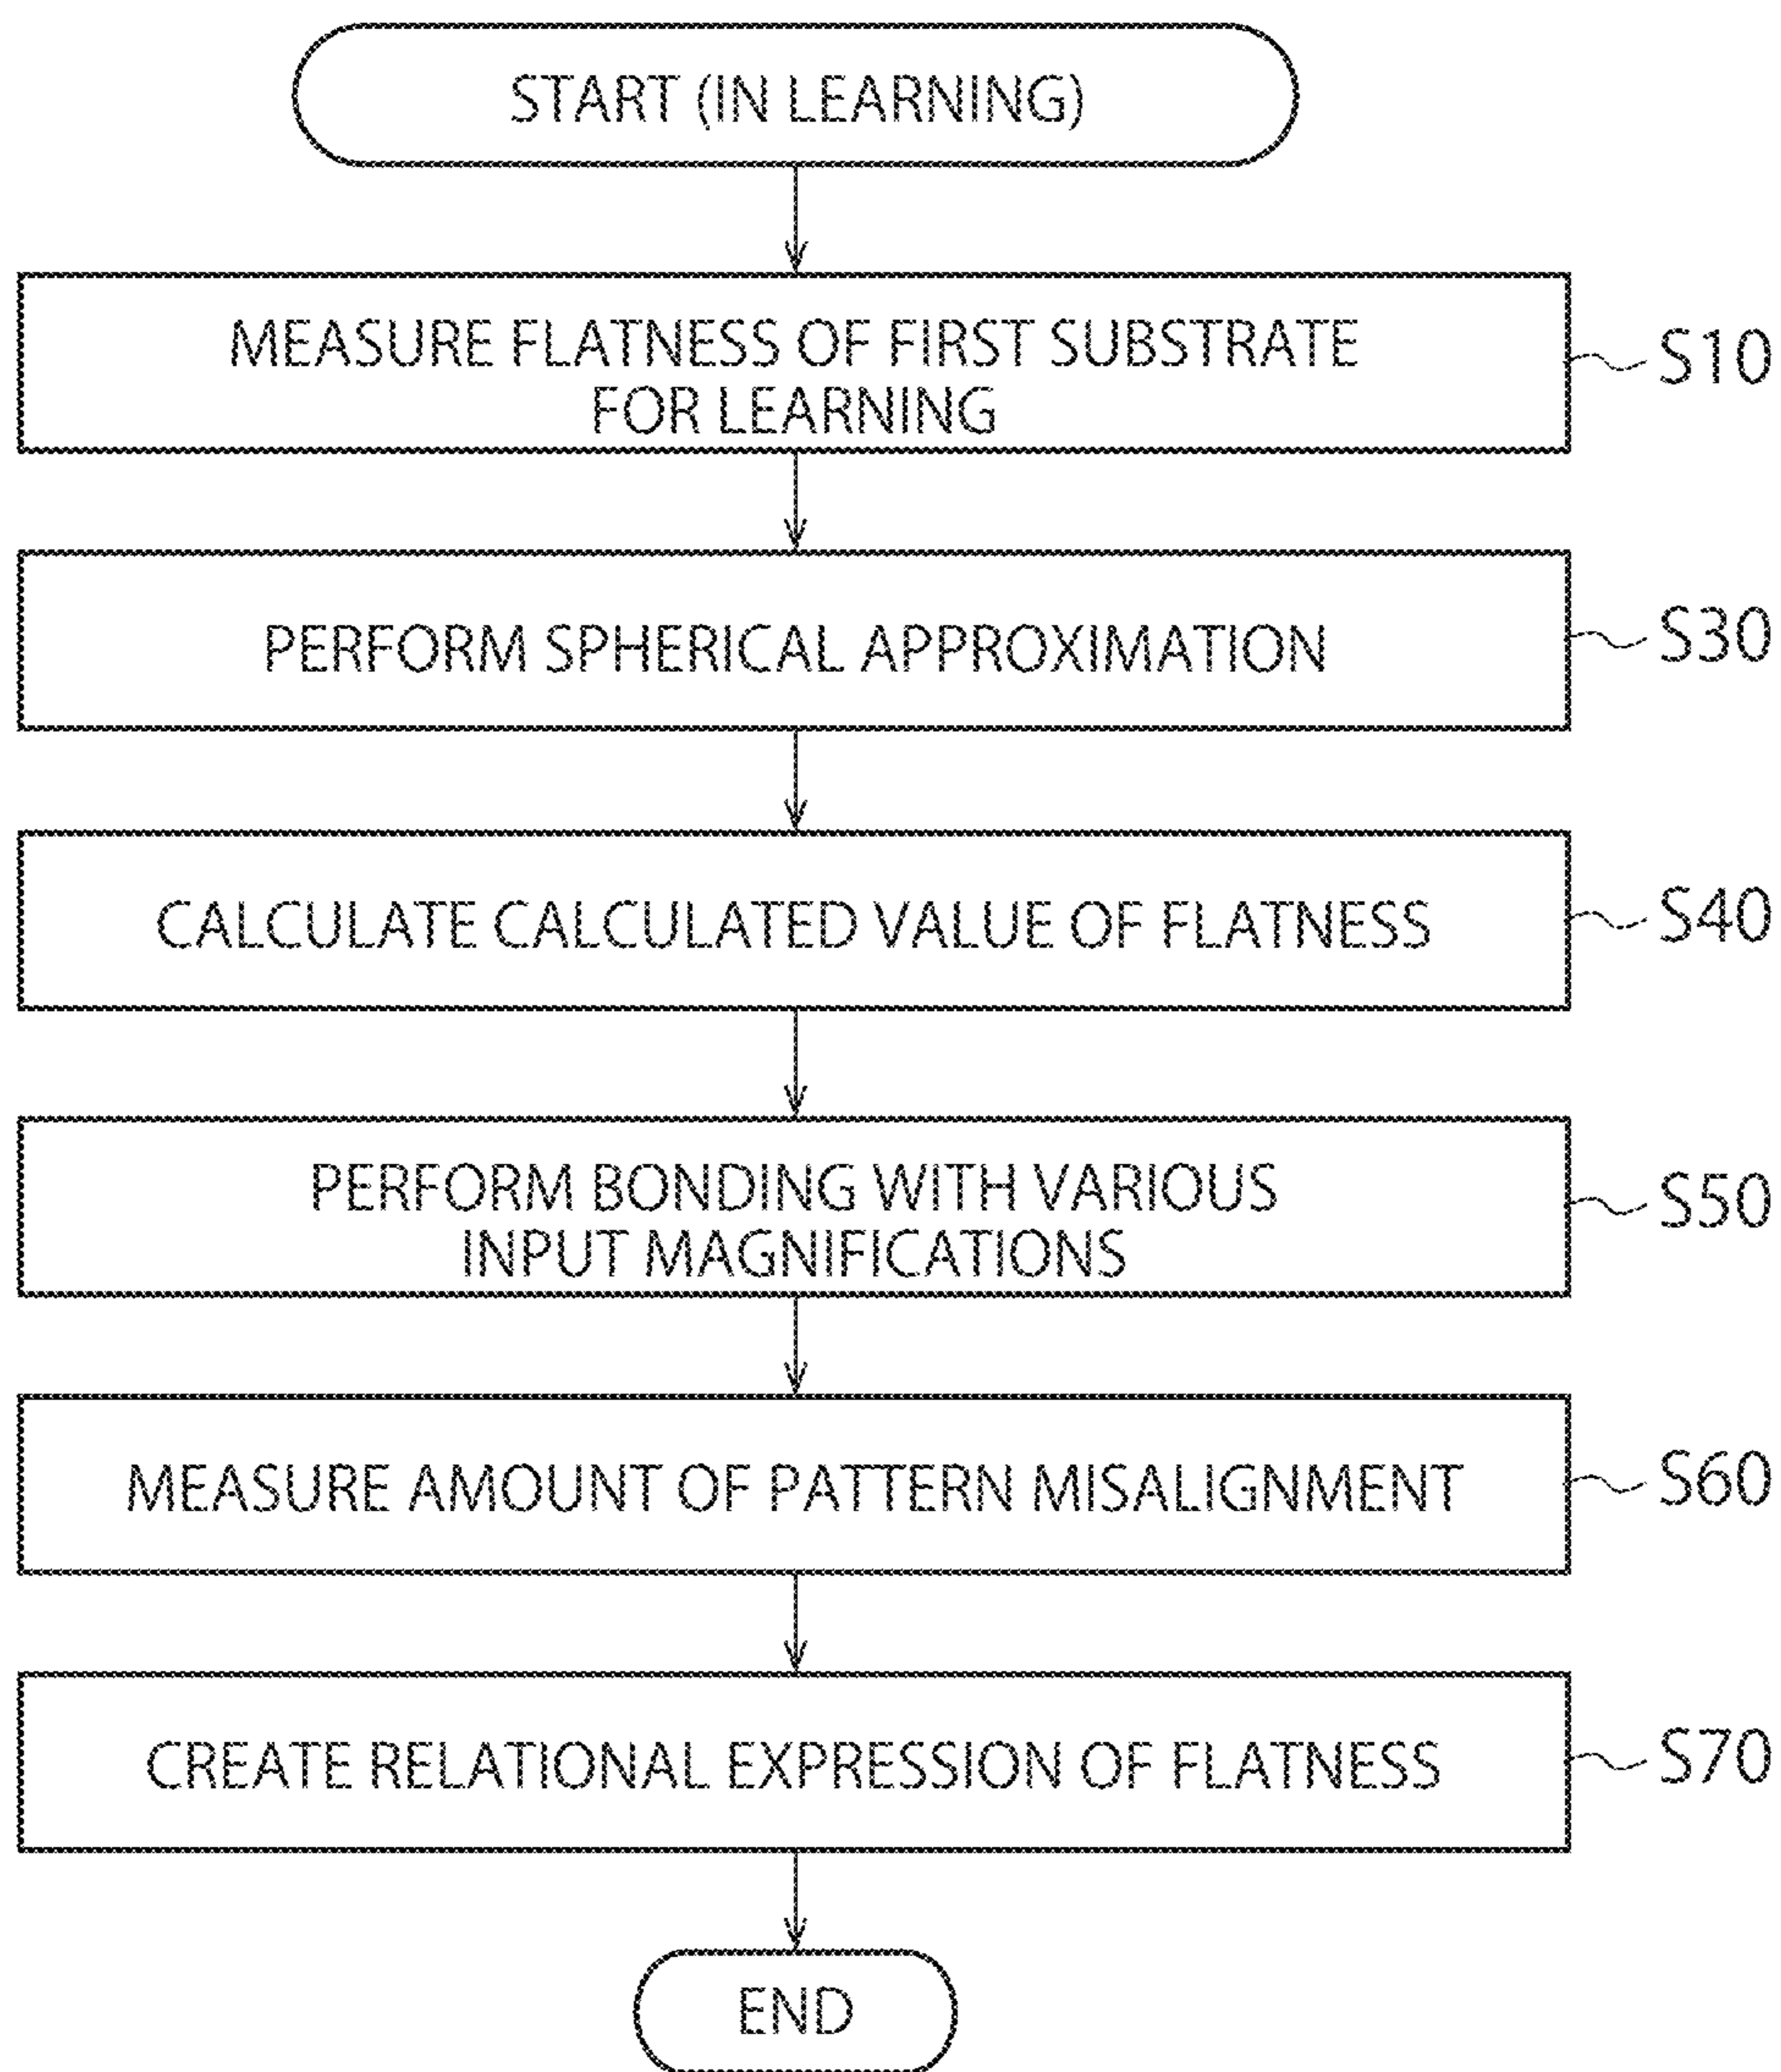 START (IN LEARNING)
MEASURE FLATNESS OF FIRST SUBSTRATE
FOR LEARNING
S10
PERFORM SPHERICAL APPROXIMATION
S30
CALCULATE CALCULATED VALUE OF FLATNESS
S40
PERFORM BONDING WITH VARIOUS
INPUT MAGNIFICATIONS
S50
MEASURE AMOUNT OF PATTERN MISALIGNMENT
S60
CREATE RELATIONAL EXPRESSION OF FLATNESS
S70
END